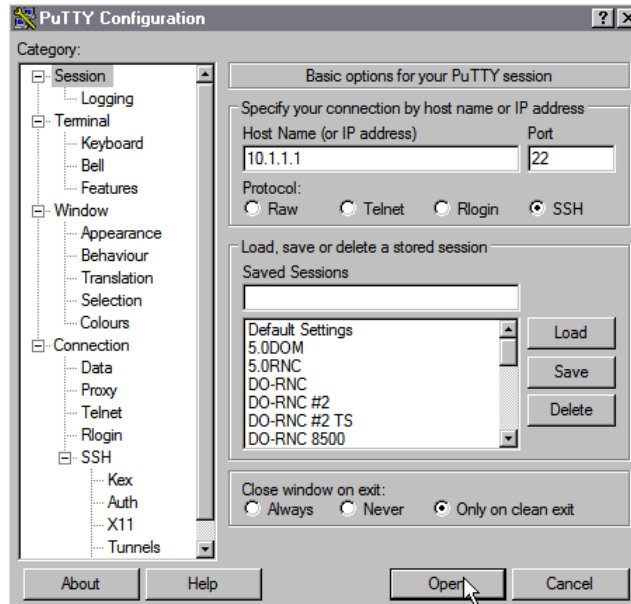 PuTTY Configuration
Category:
Session
Logging
Terminal
Keyboard
Bell
Features
Window
Appearance
Behaviour
Translation
Selection
Colours
Connection
Data
Proxy
Telnet
Rlogin
SSH
Kex
Auth
X11
Tunnels
Basic options for your PuTTY session
Specify your connection by host name or IP address
Host Name (or IP address) Port
10.1.1.1 22
Protocol:
Raw Telnet Rlogin SSH
Load, save or delete a stored session
Saved Sessions
Default Settings
5.0DOM
5.0RNC
DO-RNC
DO-RNC #2
DO-RNC #2 TS
DO-RNC 8500
Load
Save
Delete
Close window on exit:
Always Never Only on clean exit
About Help Open Cancel